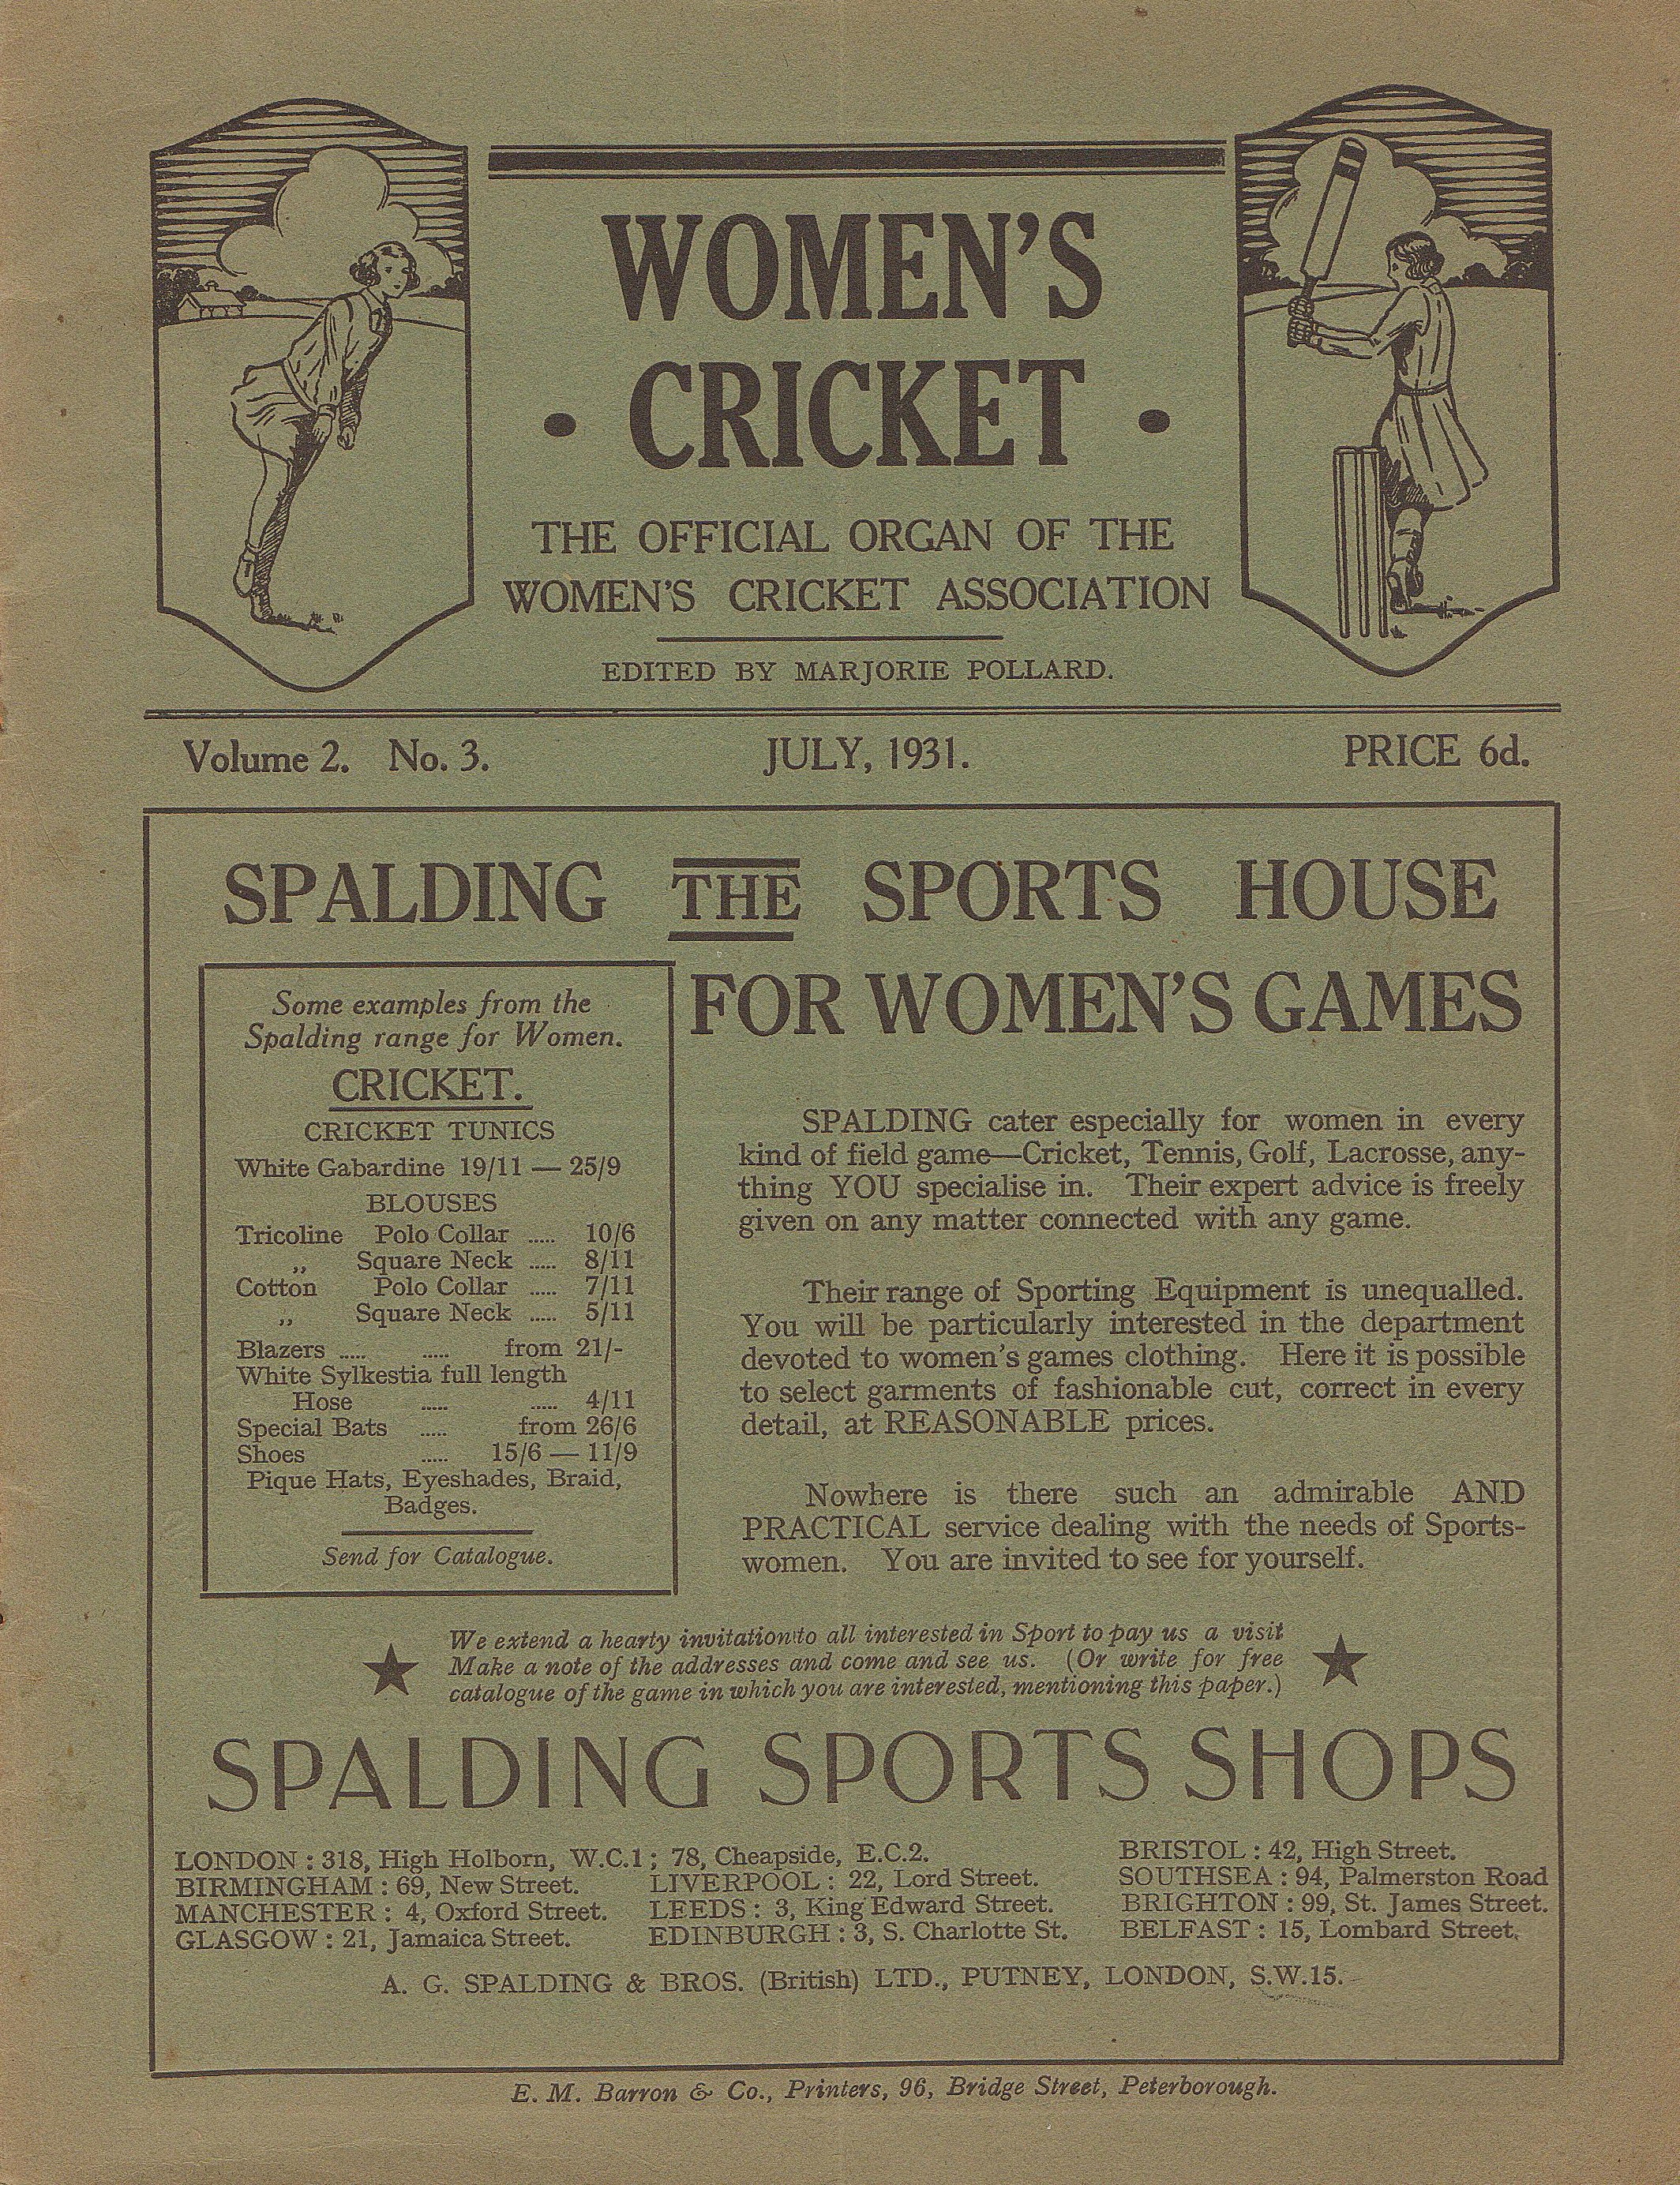 WOMEN'S
• CRICKET •
THE OFFICIAL ORGAN OF THE
WOMEN'S CRICKET ASSOCIATION
EDITED BY MARJORIE POLLARD.
Volume 2. No. 3. JULY, 1931. PRICE 6d.
SPALDING THE SPORTS HOUSE
FOR WOMEN'S GAMES
Some examples from the
Spalding range for Women.
CRICKET.
CRICKET TUNICS
White Gabardine 19/11 — 25/9
BLOUSES
Tricoline Polo Collar ..... 10/6
,, Square Neck ..... 8/11
Cotton Polo Collar ..... 7/11
,, Square Neck ..... 5/11
Blazers ..... ..... from 21/-
White Sylkestia full length
Hose ..... ..... 4/11
Special Bats ..... from 26/6
Shoes ..... 15/6 — 11/9
Pique Hats, Eyeshades, Braid,
Badges.
Send for Catalogue.
SPALDING cater especially for women in every
kind of field game—Cricket, Tennis, Golf, Lacrosse, any-
thing YOU specialise in. Their expert advice is freely
given on any matter connected with any game.
Their range of Sporting Equipment is unequalled.
You will be particularly interested in the department
devoted to women's games clothing. Here it is possible
to select garments of fashionable cut, correct in every
detail, at REASONABLE prices.
Nowhere is there such an admirable AND
PRACTICAL service dealing with the needs of Sports-
women. You are invited to see for yourself.
We extend a hearty invitation to all interested in Sport to pay us a visit
Make a note of the addresses and come and see us. (Or write for free
catalogue of the game in which you are interested, mentioning this paper.)
SPALDING SPORTS SHOPS
LONDON : 318, High Holborn, W.C.1 ; 78, Cheapside, E.C.2. BRISTOL : 42, High Street.
BIRMINGHAM : 69, New Street. LIVERPOOL : 22, Lord Street. SOUTHSEA : 94, Palmerston Road
MANCHESTER : 4, Oxford Street. LEEDS : 3, King Edward Street. BRIGHTON : 99, St. James Street.
GLASGOW : 21, Jamaica Street. EDINBURGH : 3, S. Charlotte St. BELFAST : 15, Lombard Street.
A. G. SPALDING & BROS. (British) LTD., PUTNEY, LONDON, S.W.15.
E. M. Barron & Co., Printers, 96, Bridge Street, Peterborough.